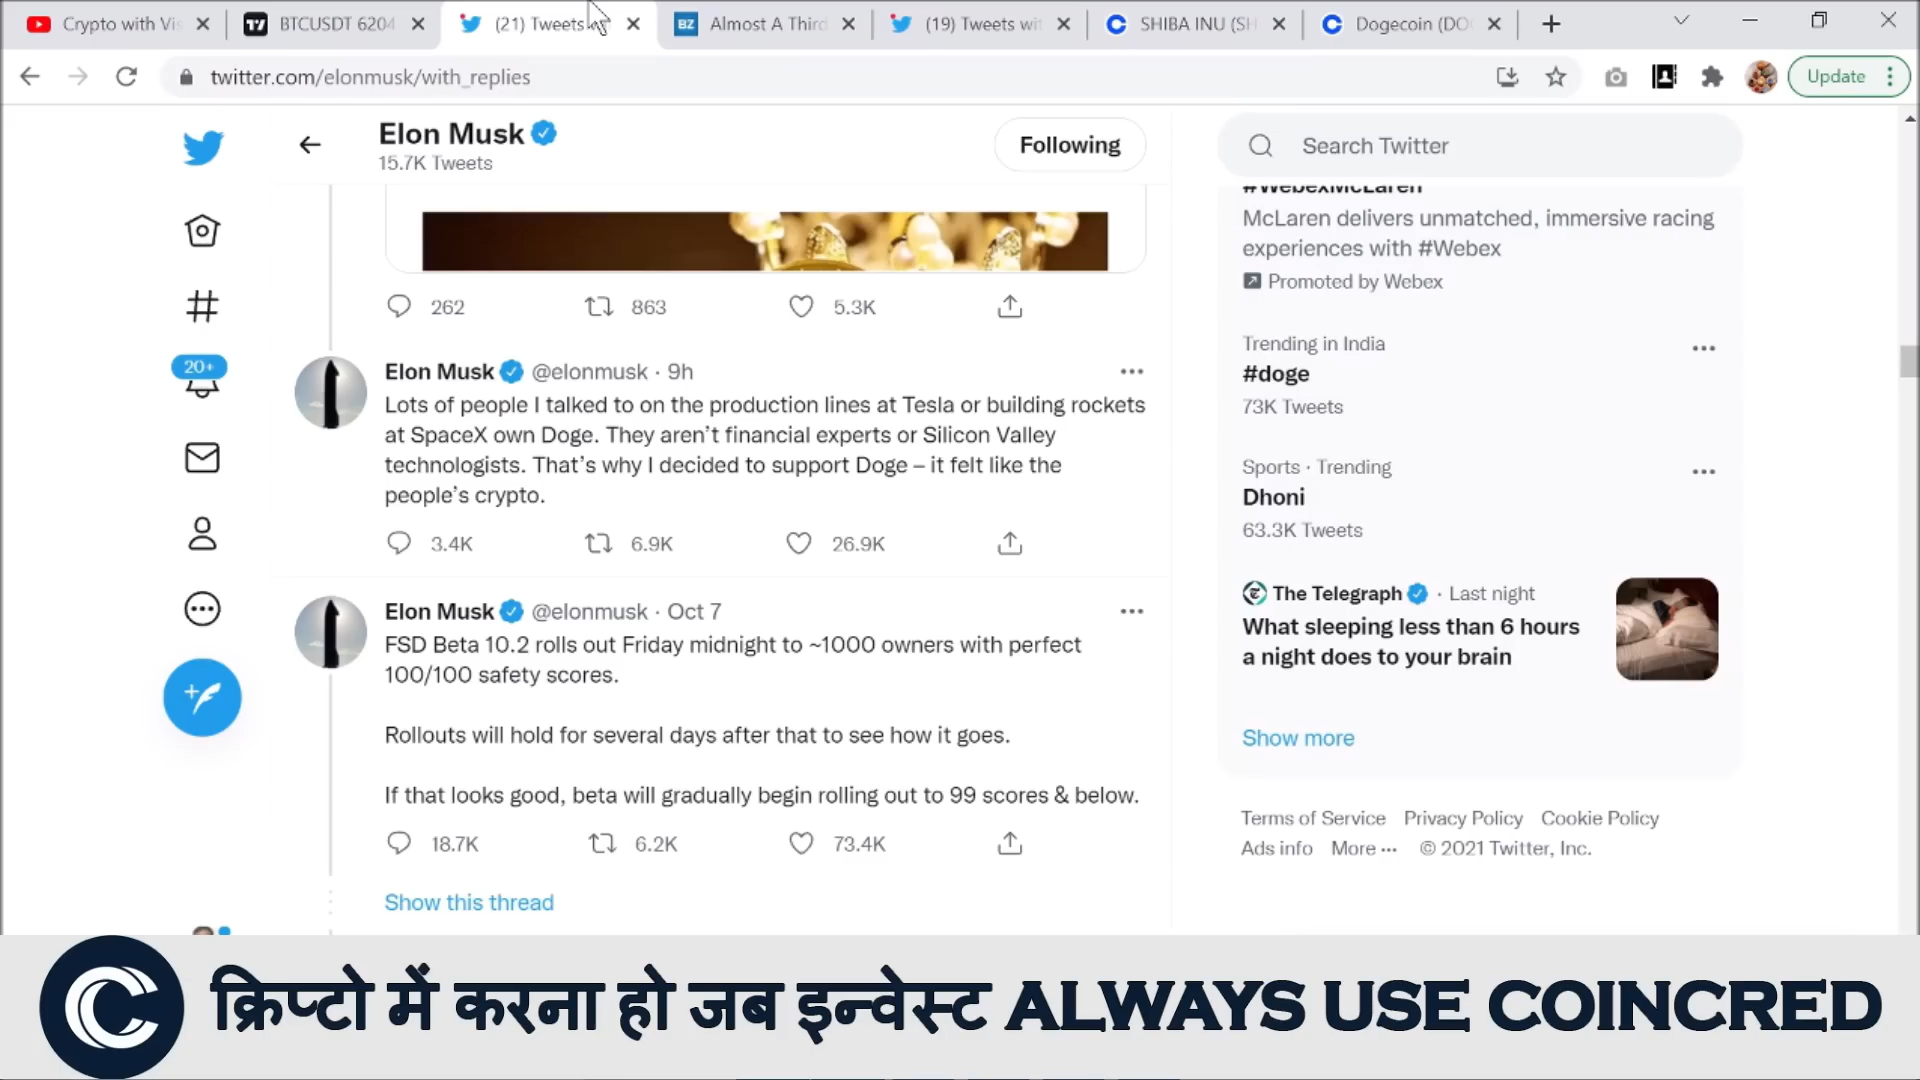 Crypto with Vis
BTCUSDT 6204
(21) Tweets
Almost A Third
(19) Tweets wit
SHIBA INU (SH
Dogecoin (DO
twitter.com/elonmusk/with_replies
Update
Elon Musk
15.7K Tweets
Following
Search Twitter
#WebexMcLaren
McLaren delivers unmatched, immersive racing
experiences with #Webex
Promoted by Webex
262 863 5.3K
Trending in India
#doge
73K Tweets
20+
Elon Musk @elonmusk · 9h
Lots of people I talked to on the production lines at Tesla or building rockets
at SpaceX own Doge. They aren’t financial experts or Silicon Valley
technologists. That’s why I decided to support Doge – it felt like the
people’s crypto.
3.4K 6.9K 26.9K
Sports · Trending
Dhoni
63.3K Tweets
The Telegraph · Last night
What sleeping less than 6 hours
a night does to your brain
Show more
Elon Musk @elonmusk · Oct 7
FSD Beta 10.2 rolls out Friday midnight to ~1000 owners with perfect
100/100 safety scores.
Rollouts will hold for several days after that to see how it goes.
If that looks good, beta will gradually begin rolling out to 99 scores & below.
18.7K 6.2K 73.4K
Show this thread
Terms of Service Privacy Policy Cookie Policy
Ads info More ··· © 2021 Twitter, Inc.
क्रिप्टो में करना हो जब इन्वेस्ट ALWAYS USE COINCRED